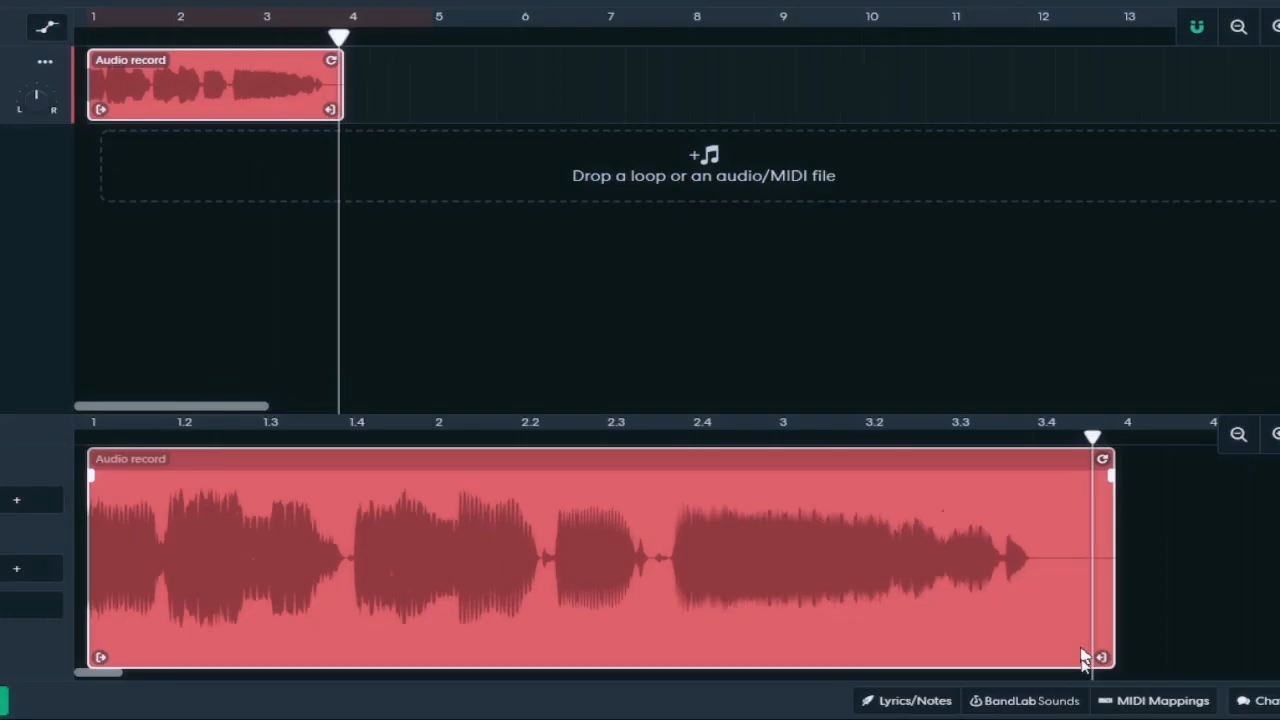 1 2 3 4 5 6 7 8 9 10 11 12 13
Audio record
L R
+
Drop a loop or an audio/MIDI file
1 1.2 1.3 1.4 2 2.2 2.3 2.4 3 3.2 3.3 3.4 4 4
Audio record
+
+
Lyrics/Notes BandLab Sounds MIDI Mappings Cha